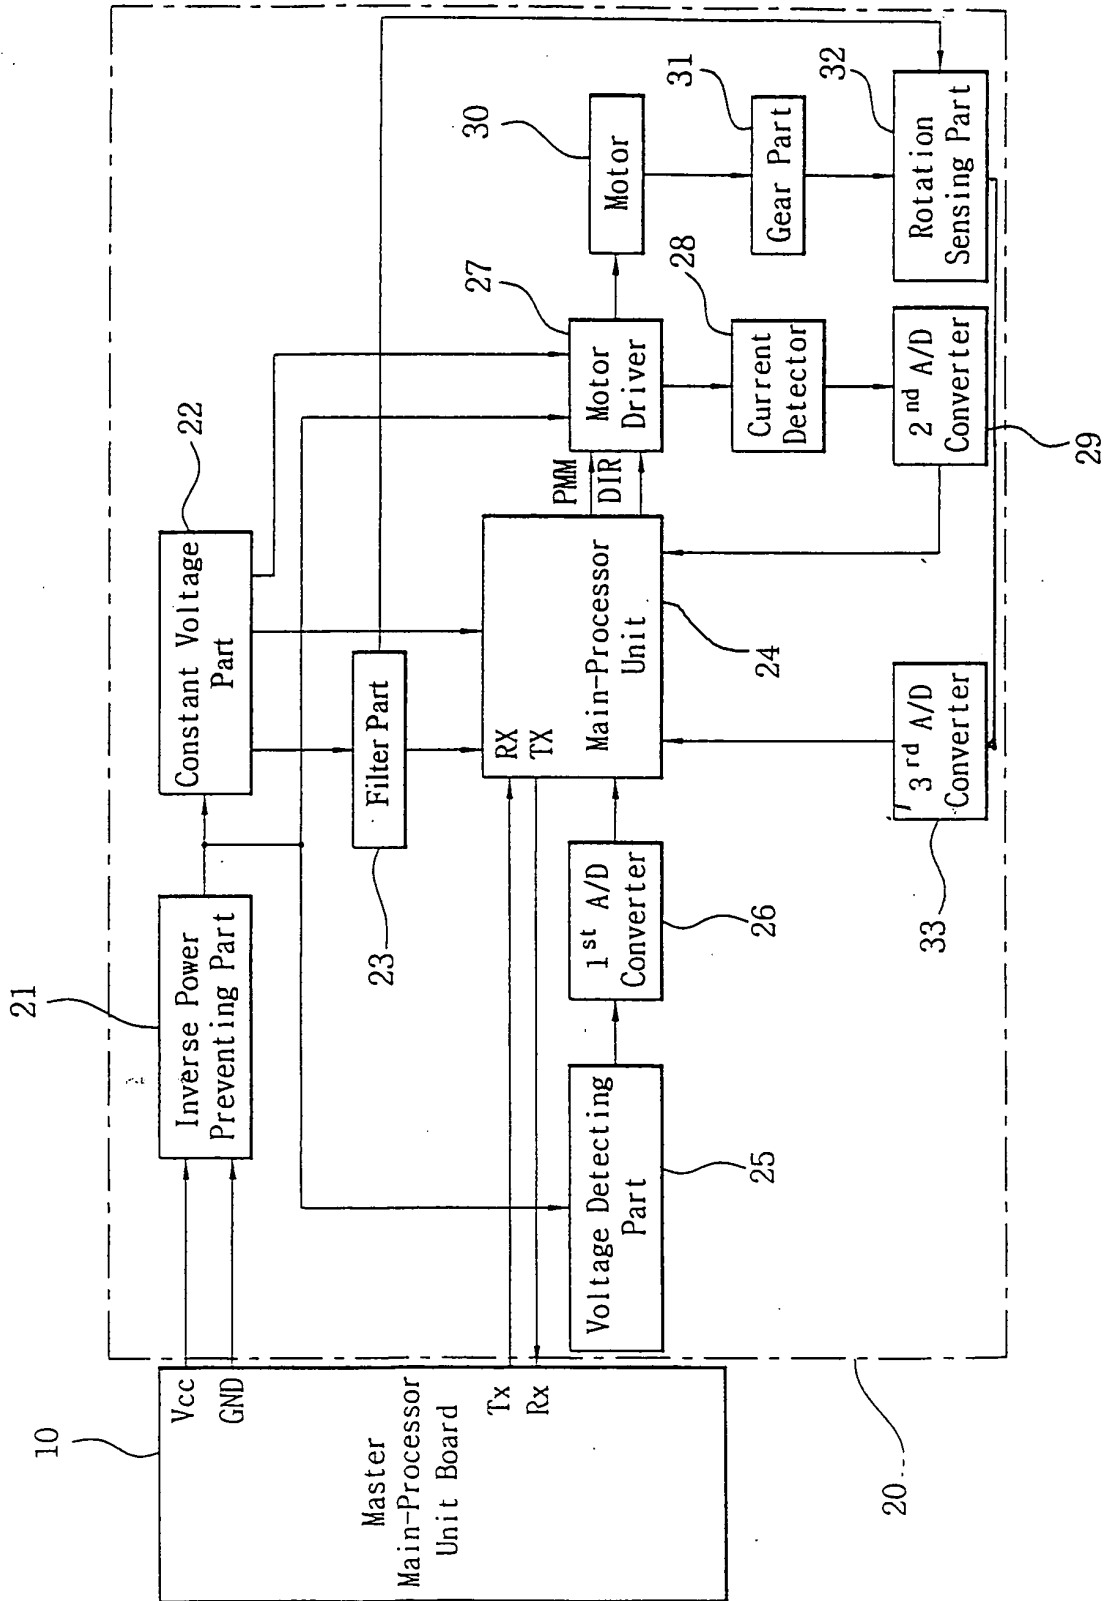 10
Master
Main-Processor
Unit Board
Vcc
GND
Tx
Rx
20
21
Inverse Power
Preventing Part
22
Constant Voltage
Part
23
Filter Part
RX
TX
Main-Processor
Unit
24
PMM
DIR
25
Voltage Detecting
Part
1st A/D
Converter
26
27
Motor
Driver
30
Motor
28
Current
Detector
31
Gear Part
2nd A/D
Converter
29
32
Rotation
Sensing Part
3rd A/D
Converter
33